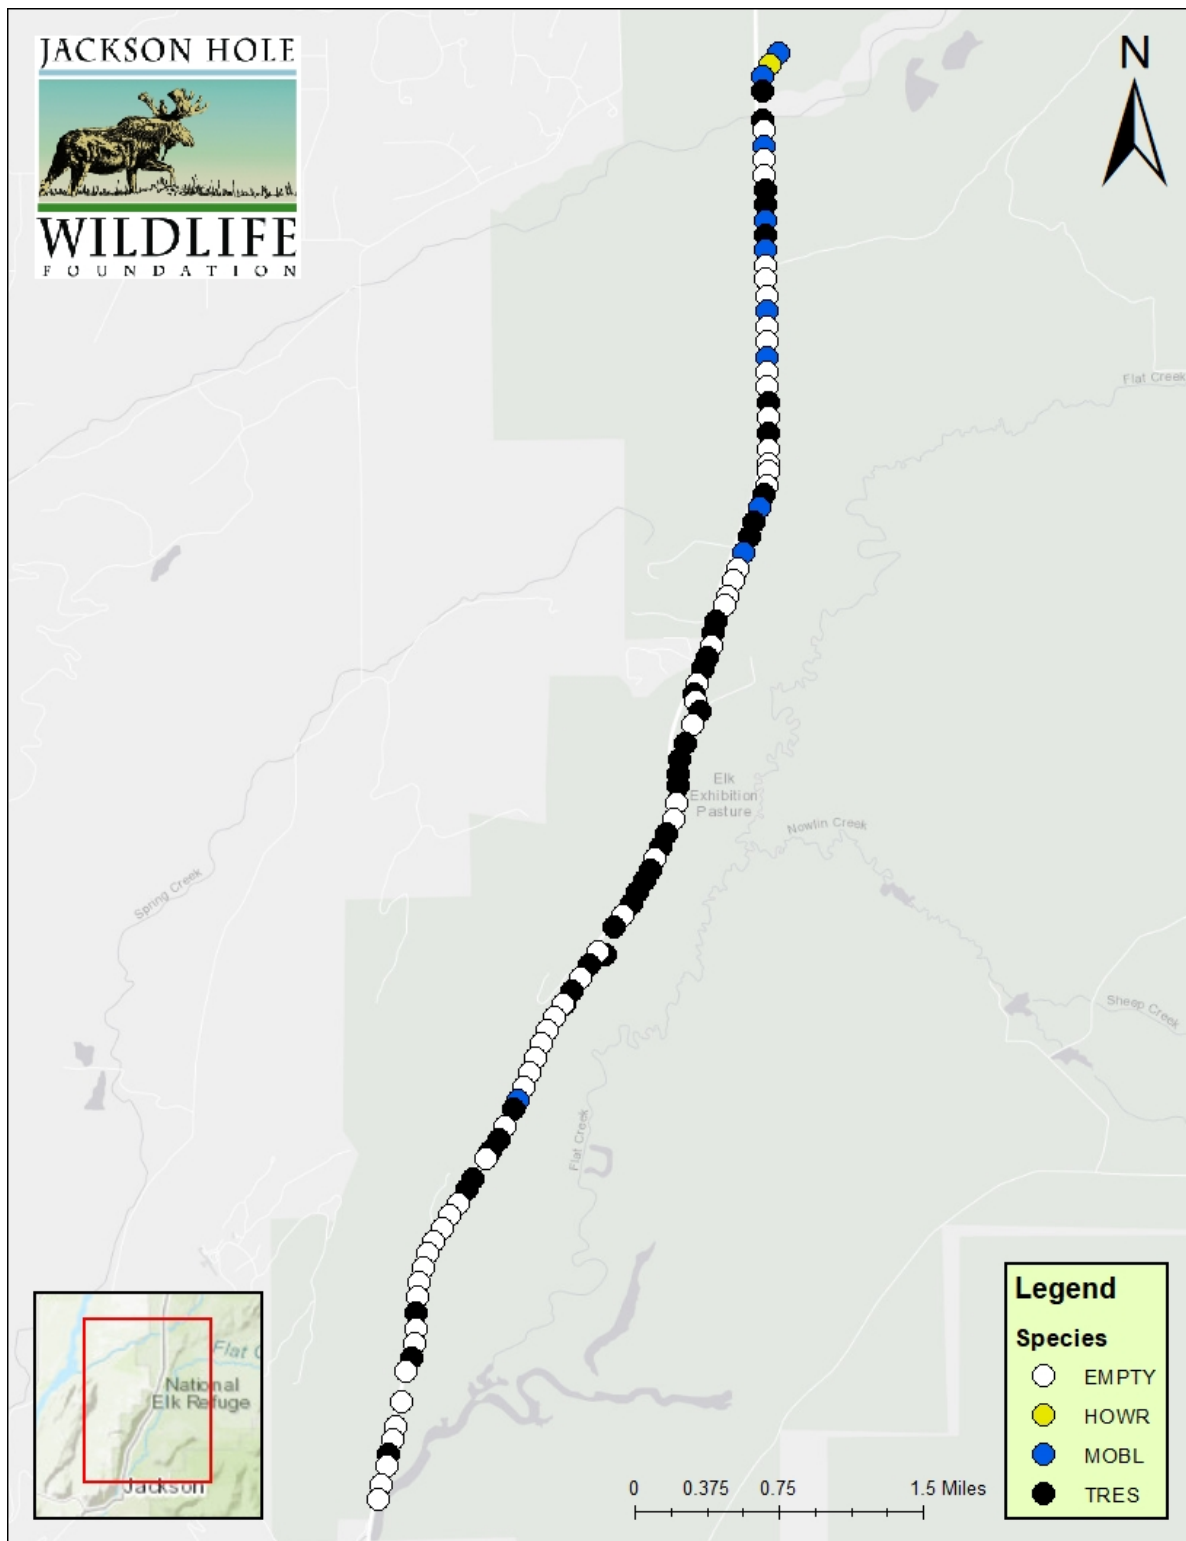 JACKSON HOLE
WILDLIFE
FOUNDATION
N
Flat Creek
Elk
Exhibition
Pasture
Nowlin Creek
Spring Creek
Sheep Creek
Flat Creek
Legend
Species
EMPTY
HOWR
MOBL
TRES
Flat C
National
Elk Refuge
Jackson
0 0.375 0.75 1.5 Miles